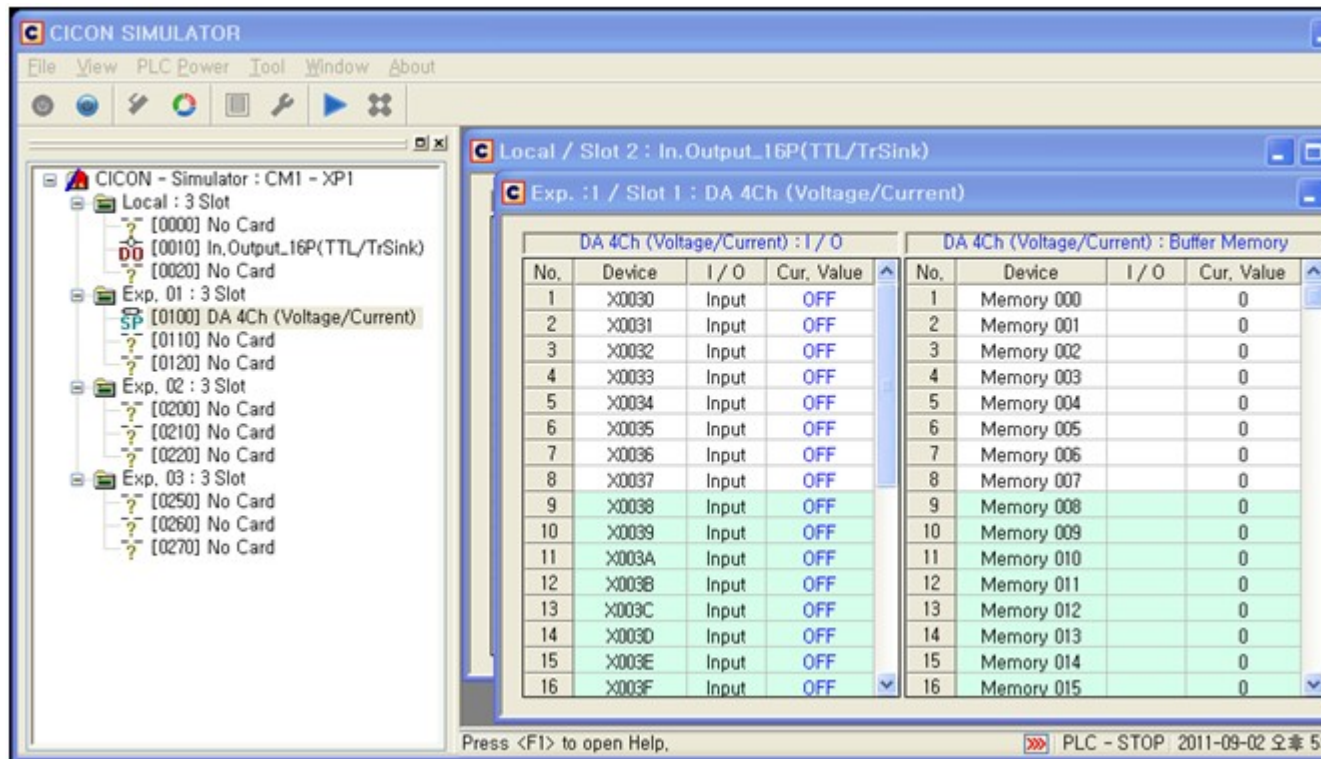 CICON SIMULATOR
File View PLC Power Tool Window About
CICON - Simulator : CM1 - XP1
Local : 3 Slot
[0000] No Card
DO [0010] In,Output_16P(TTL/TrSink)
[0020] No Card
Exp, 01 : 3 Slot
SP [0100] DA 4Ch (Voltage/Current)
[0110] No Card
[0120] No Card
Exp, 02 : 3 Slot
[0200] No Card
[0210] No Card
[0220] No Card
Exp, 03 : 3 Slot
[0250] No Card
[0260] No Card
[0270] No Card
Local / Slot 2 : In.Output_16P(TTL/TrSink)
Exp. :1 / Slot 1 : DA 4Ch (Voltage/Current)
DA 4Ch (Voltage/Current) : I / O
No, Device I / O Cur, Value
1 X0030 Input OFF
2 X0031 Input OFF
3 X0032 Input OFF
4 X0033 Input OFF
5 X0034 Input OFF
6 X0035 Input OFF
7 X0036 Input OFF
8 X0037 Input OFF
9 X0038 Input OFF
10 X0039 Input OFF
11 X003A Input OFF
12 X003B Input OFF
13 X003C Input OFF
14 X003D Input OFF
15 X003E Input OFF
16 X003F Input OFF
DA 4Ch (Voltage/Current) : Buffer Memory
No, Device I / O Cur, Value
1 Memory 000 0
2 Memory 001 0
3 Memory 002 0
4 Memory 003 0
5 Memory 004 0
6 Memory 005 0
7 Memory 006 0
8 Memory 007 0
9 Memory 008 0
10 Memory 009 0
11 Memory 010 0
12 Memory 011 0
13 Memory 012 0
14 Memory 013 0
15 Memory 014 0
16 Memory 015 0
Press <F1> to open Help,
PLC - STOP 2011-09-02 오후 5